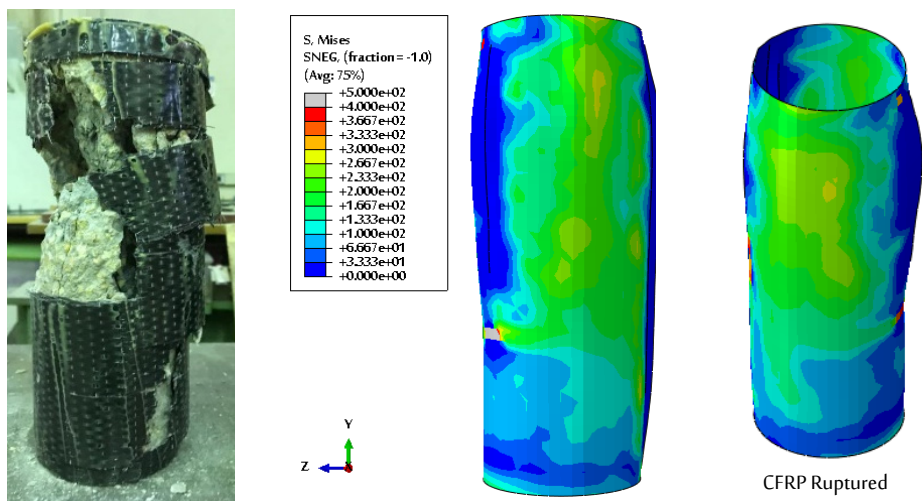 S, Mises
SNEG, (fraction = -1.0)
(Avg: 75%)
+5.000e+02
+4.000e+02
+3.667e+02
+3.333e+02
+3.000e+02
+2.667e+02
+2.333e+02
+2.000e+02
+1.667e+02
+1.333e+02
+1.000e+02
+6.667e+01
+3.333e+01
+0.000e+00
Y
Z
CFRP Ruptured